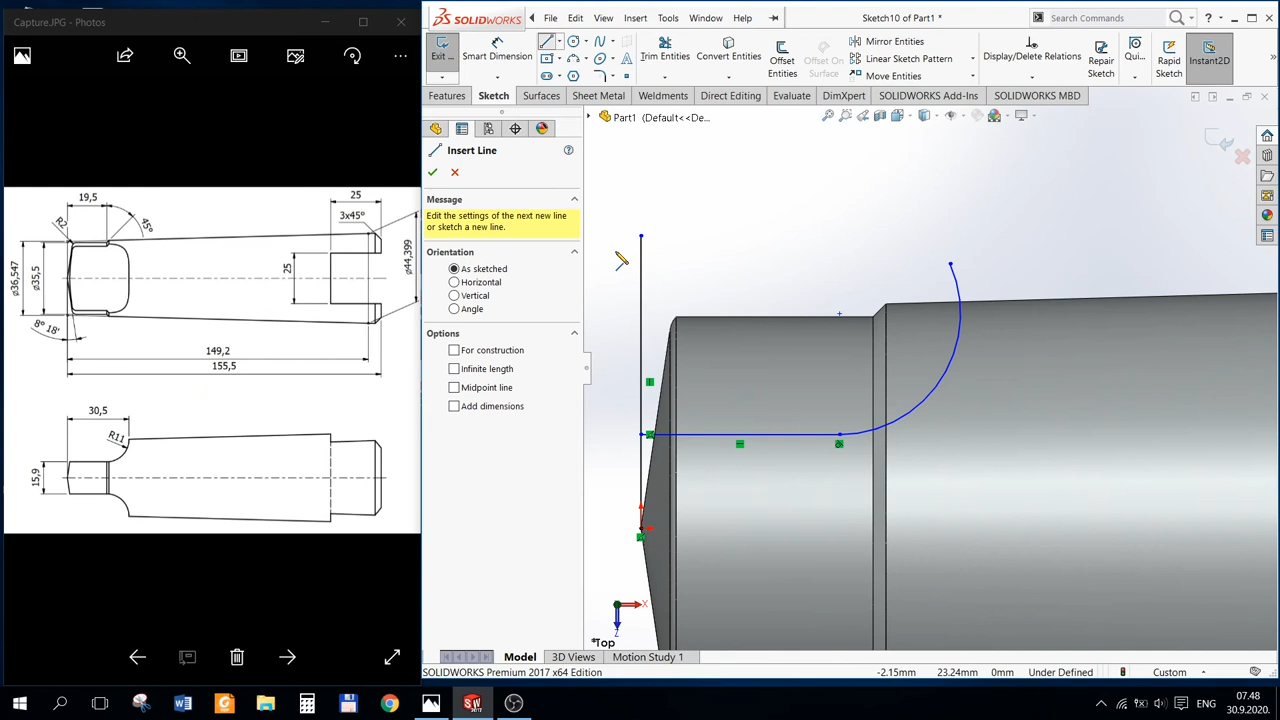 CaptureJPG - Photos
19,5
R2
45°
25
3x45°
ø36,547
ø35,5
25
ø44,399
8° 18'
149,2
155,5
30,5
R11
15,9
SOLIDWORKS
File Edit View Insert Tools Window Help
Sketch10 of Part1 *
Search Commands
Exit ...
Smart Dimension
Trim Entities
Convert Entities
Offset Entities
Offset On Surface
Mirror Entities
Linear Sketch Pattern
Move Entities
Display/Delete Relations
Repair Sketch
Qui...
Rapid Sketch
Instant2D
Features Sketch Surfaces Sheet Metal Weldments Direct Editing Evaluate DimXpert SOLIDWORKS Add-Ins SOLIDWORKS MBD
Part1 (Default<<De...
Insert Line
Message
Edit the settings of the next new line
or sketch a new line.
Orientation
As sketched
Horizontal
Vertical
Angle
Options
For construction
Infinite length
Midpoint line
Add dimensions
X
Z
*Top
Model 3D Views Motion Study 1
SOLIDWORKS Premium 2017 x64 Edition
-2.15mm 23.24mm 0mm Under Defined Custom
ENG
07.48
30.9.2020.